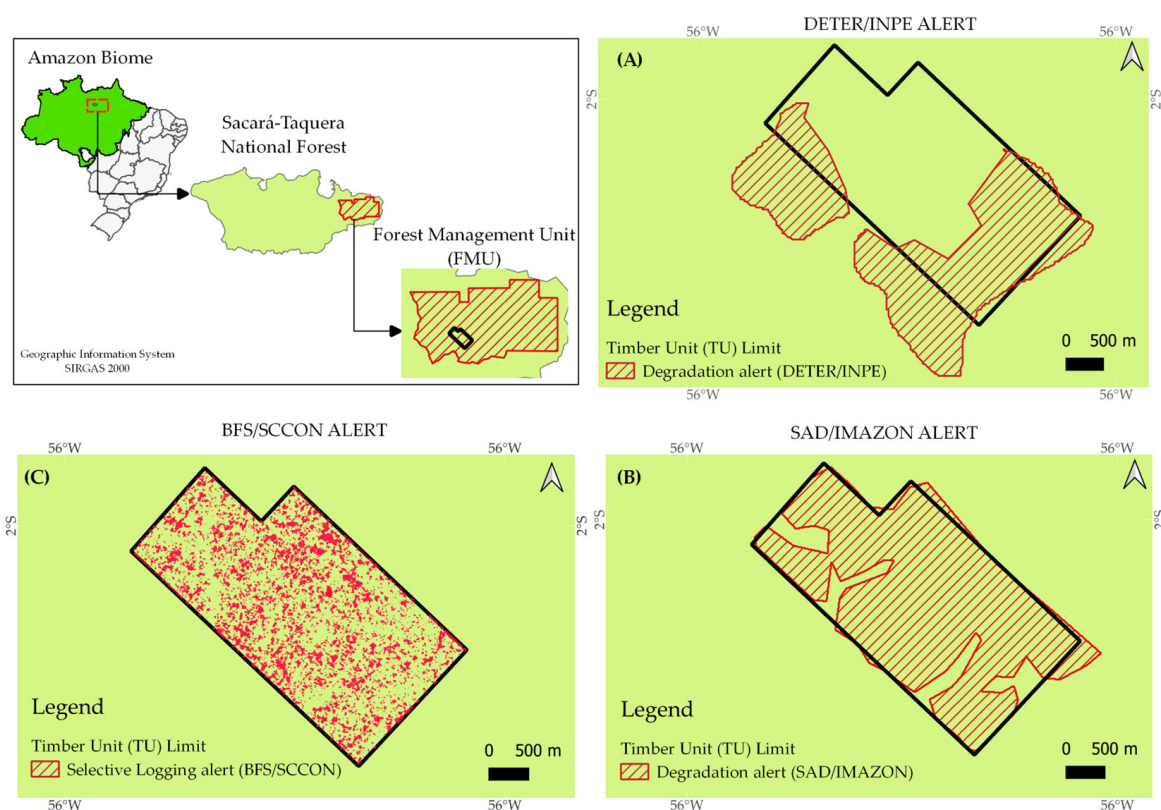 Amazon Biome
Sacará-Taquera
National Forest
Forest Management Unit
(FMU)
Geographic Information System
SIRGAS 2000
DETER/INPE ALERT
56°W
56°W
(A)
2°S
2°S
Legend
Timber Unit (TU) Limit
Degradation alert (DETER/INPE)
0 500 m
56°W
56°W
BFS/SCCON ALERT
56°W
56°W
(C)
2°S
Legend
Timber Unit (TU) Limit
Selective Logging alert (BFS/SCCON)
0 500 m
56°W
56°W
SAD/IMAZON ALERT
56°W
56°W
(B)
2°S
2°S
Legend
Timber Unit (TU) Limit
Degradation alert (SAD/IMAZON)
0 500 m
56°W
56°W